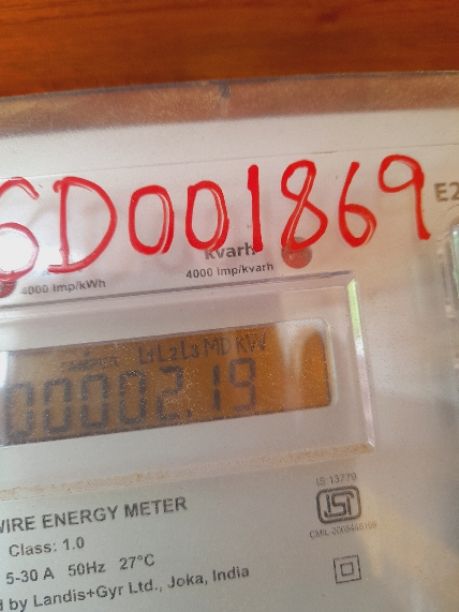 SD001869
E2
kvarh
4000 Imp/kWh
4000 Imp/kvarh
L1L2L3 MD KW
00002.19
IS 13779
WIRE ENERGY METER
Class: 1.0
5-30 A 50Hz 27°C
d by Landis+Gyr Ltd., Joka, India